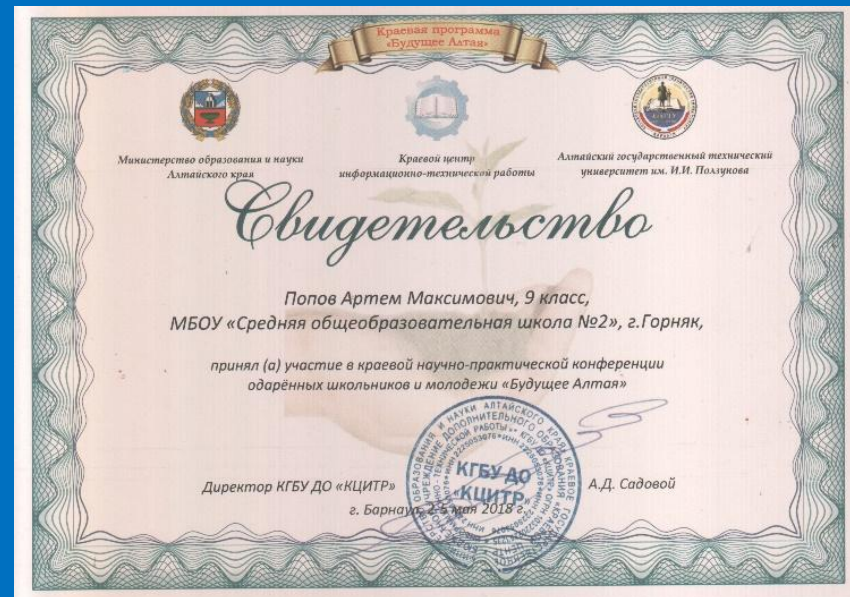 Краевая программа
«Будущее Алтая»
Министерство образования и науки
Алтайского края
Краевой центр
информационно-технической работы
Алтайский государственный технический
университет им. И.И. Ползунова
Свидетельство
Попов Артем Максимович, 9 класс,
МБОУ «Средняя общеобразовательная школа №2», г.Горняк,
принял (а) участие в краевой научно-практической конференции
одарённых школьников и молодежи «Будущее Алтая»
КГБУ ДО
«КЦИТР»
Директор КГБУ ДО «КЦИТР»
А.Д. Садовой
г. Барнаул, 2-5 мая 2018 г.